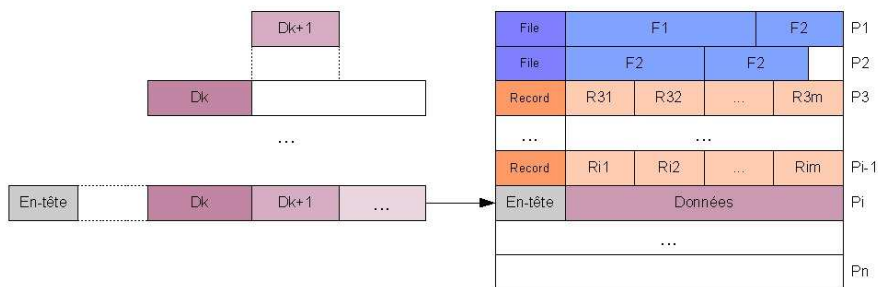 Dk+1
File F1 F2 P1
File F2 F2 P2
Dk
Record R31 R32 ... R3m P3
...
... ...
Record Ri1 Ri2 ... Rim Pi-1
En-tête Dk Dk+1 ...
En-tête Données Pi
...
Pn